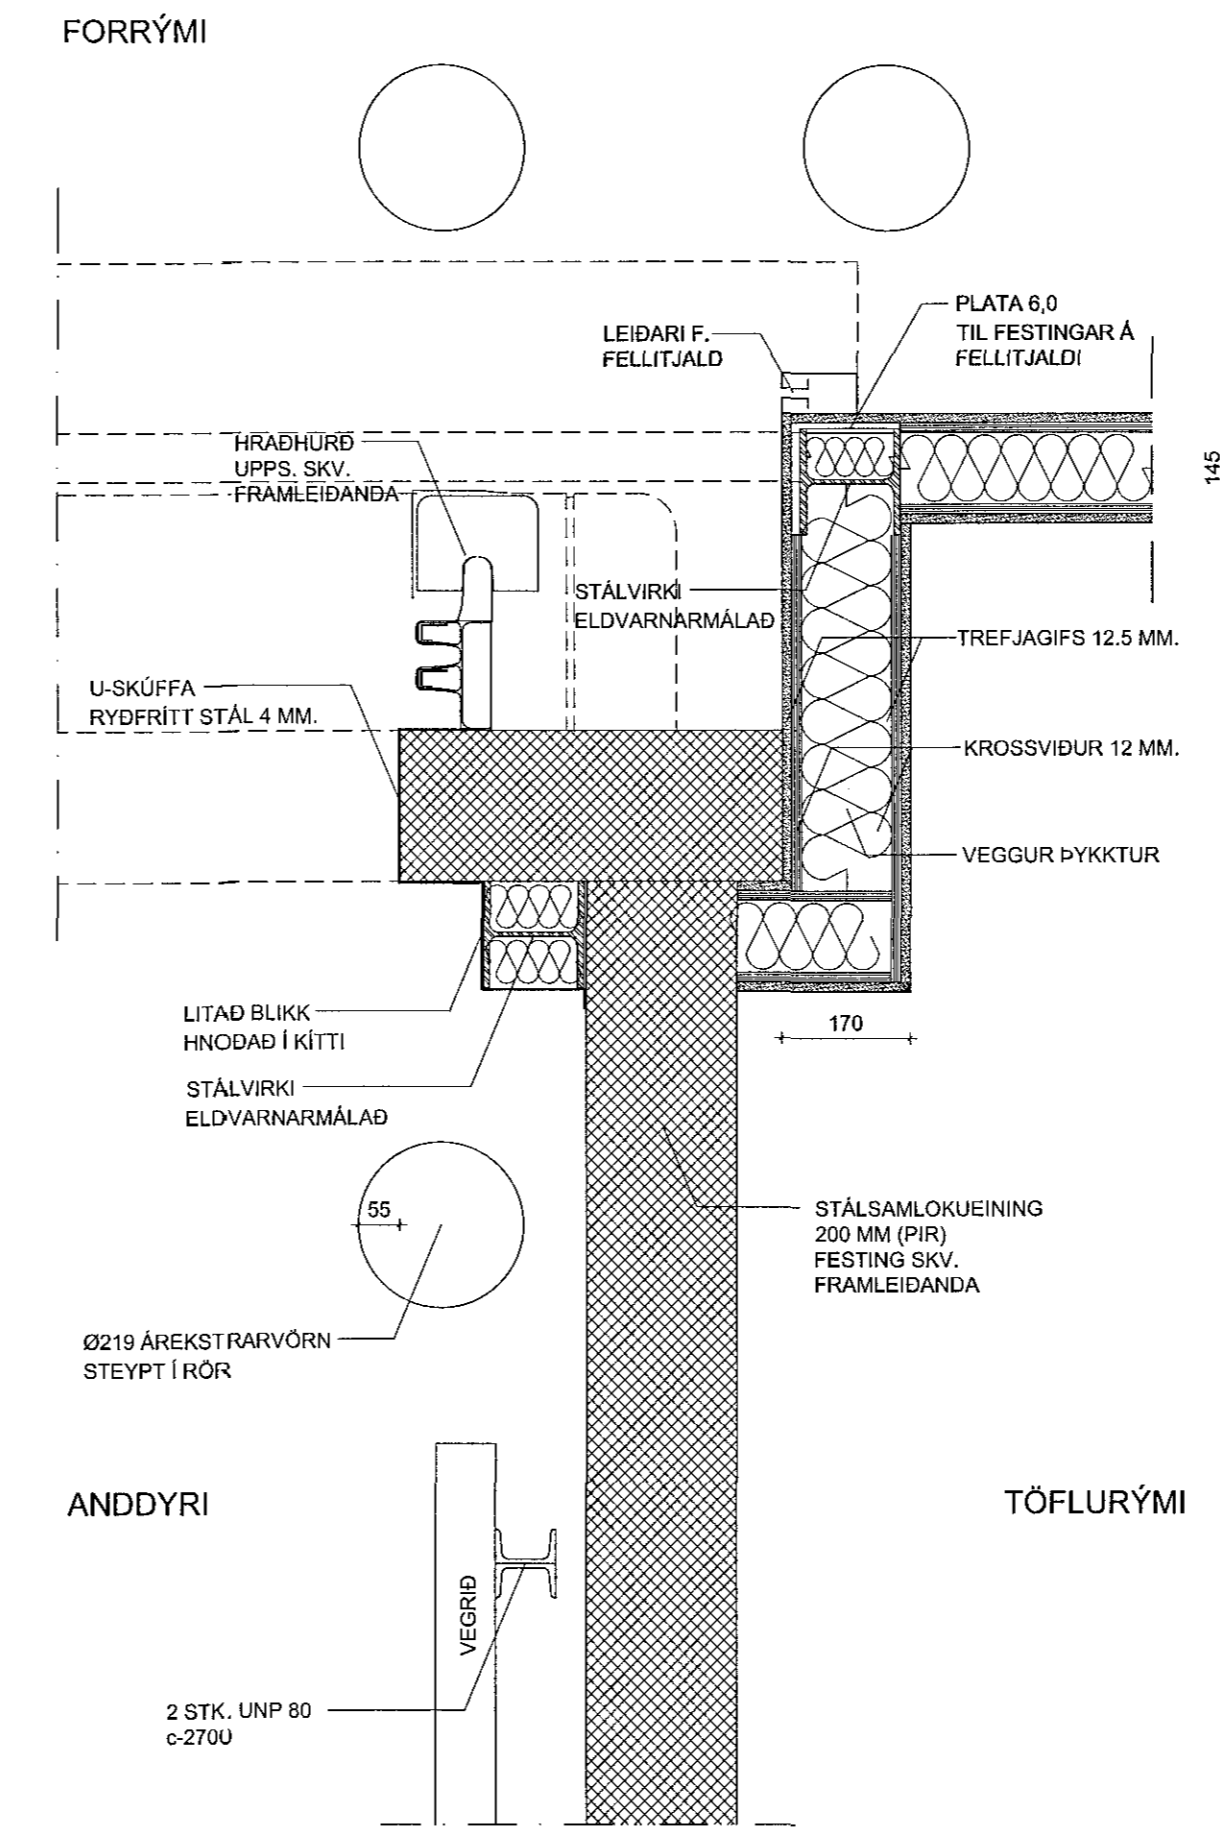 FORRÝMI
PLATA 6,0
TIL FESTINGAR Á
FELLITJALDI
LEIÐARI F.
FELLITJALD
HRAÐHURÐ
UPPS. SKV.
FRAMLEIÐANDA
145
STÁLVIRKI
ELDVARNARMÁLAÐ
TREFJAGIFS 12.5 MM.
U-SKÚFFA
RYÐFRÍTT STÁL 4 MM.
KROSSVIÐUR 12 MM.
VEGGUR ÞYKKTUR
LITAÐ BLIKK
HNOÐAÐ Í KÍTTI
170
STÁLVIRKI
ELDVARNARMÁLAÐ
55
STÁLSAMLOKUEINING
200 MM (PIR)
FESTING SKV.
FRAMLEIÐANDA
Ø219 ÁREKSTRARVÖRN
STEYPT Í RÖR
ANDDYRI
TÖFLURÝMI
VEGRIÐ
2 STK. UNP 80
c-2700